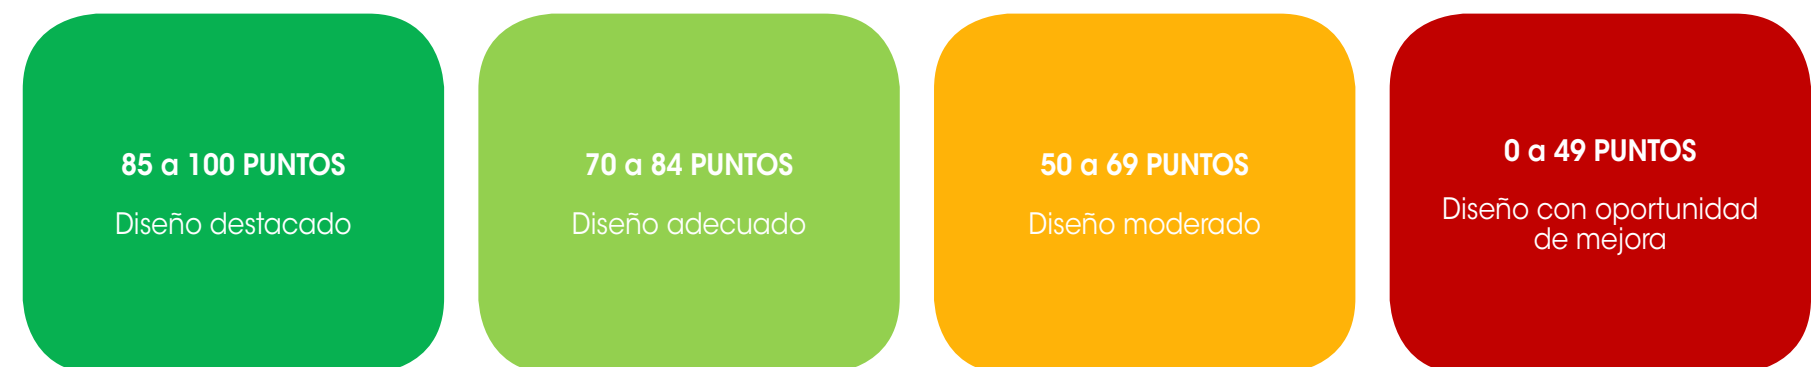 85 a 100 PUNTOS
Diseño destacado
70 a 84 PUNTOS
Diseño adecuado
50 a 69 PUNTOS
Diseño moderado
0 a 49 PUNTOS
Diseño con oportunidad
de mejora